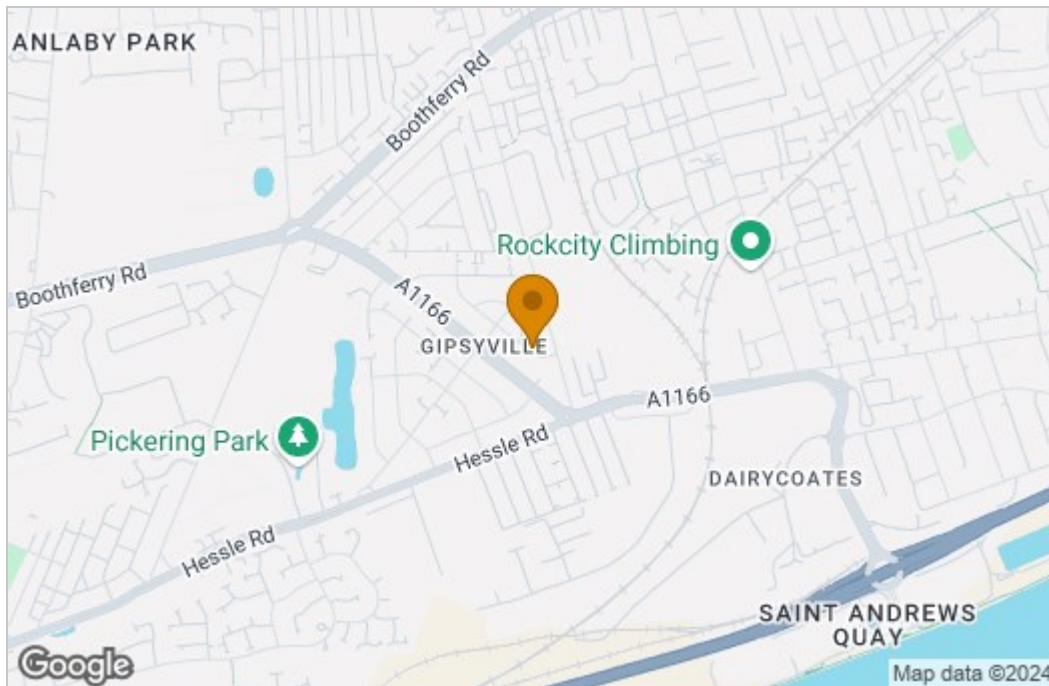 ANLABY PARK
Boothferry Rd
Rockcity Climbing
Boothferry Rd
A1166
GIPSYVILLE
A1166
Pickering Park
Hessle Rd
DAIRYCOATES
Hessle Rd
SAINT ANDREWS
QUAY
Google
Map data ©2024